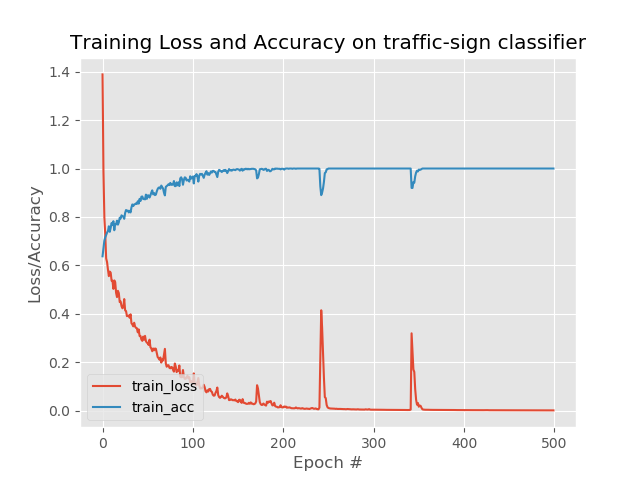 Training Loss and Accuracy on traffic-sign classifier
1.4
1.2
1.0
0.8
0.6
0.4
0.2
0.0
Loss/Accuracy
train_loss
train_acc
0 100 200 300 400 500
Epoch #